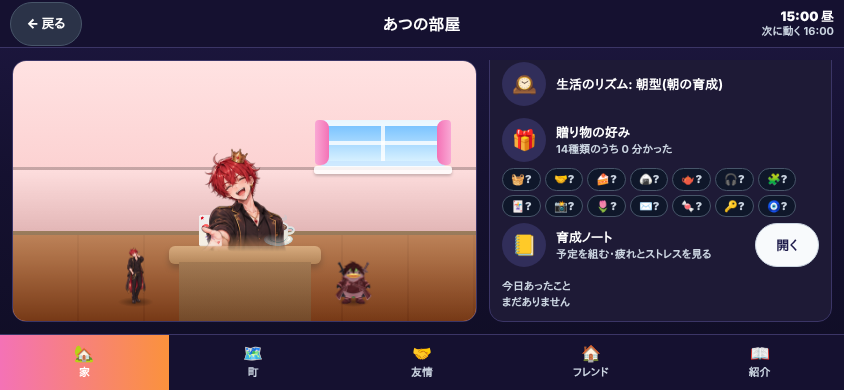 ← 戻る
あつの部屋
15:00 昼
次に動く 16:00
生活のリズム: 朝型(朝の育成)
贈り物の好み
14種類のうち 0 分かった
? ? ? ? ? ? ?
? ? ? ? ? ? ?
育成ノート
予定を組む・疲れとストレスを見る
開く
今日あったこと
まだありません
家
町
友情
フレンド
紹介